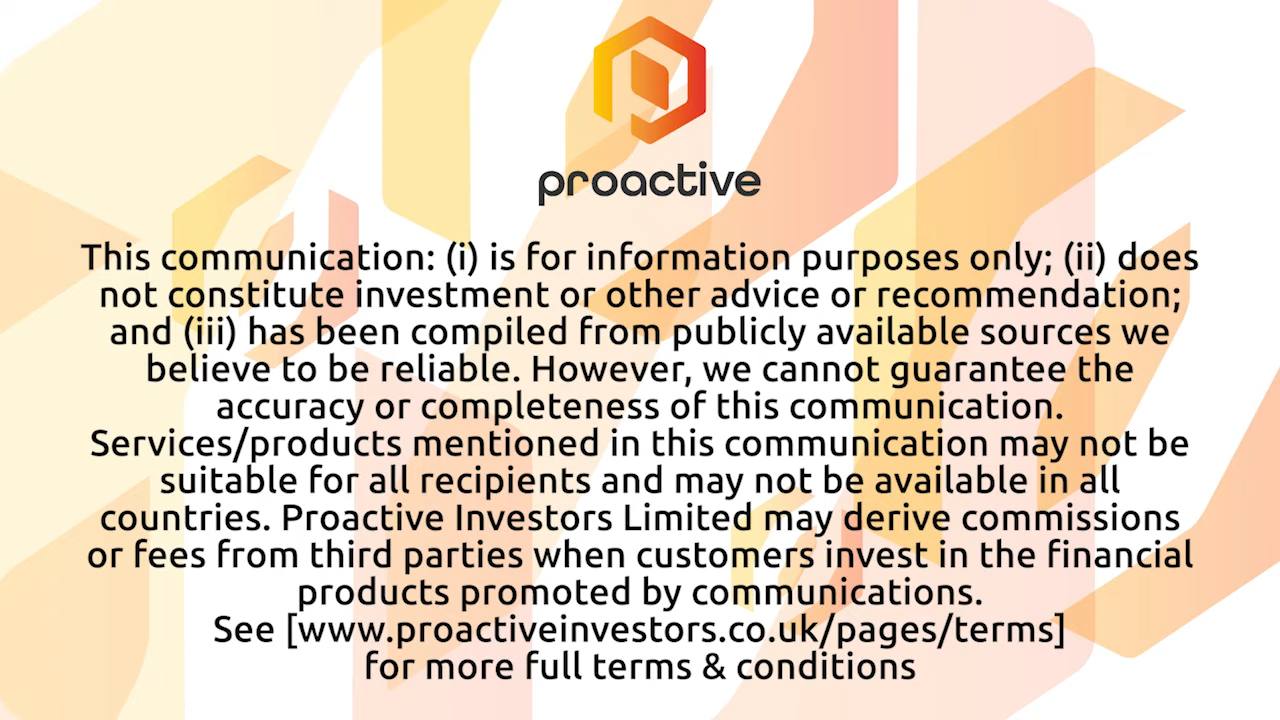 proactive
This communication: (i) is for information purposes only; (ii) does
not constitute investment or other advice or recommendation;
and (iii) has been compiled from publicly available sources we
believe to be reliable. However, we cannot guarantee the
accuracy or completeness of this communication.
Services/products mentioned in this communication may not be
suitable for all recipients and may not be available in all
countries. Proactive Investors Limited may derive commissions
or fees from third parties when customers invest in the financial
products promoted by communications.
See [www.proactiveinvestors.co.uk/pages/terms]
for more full terms & conditions